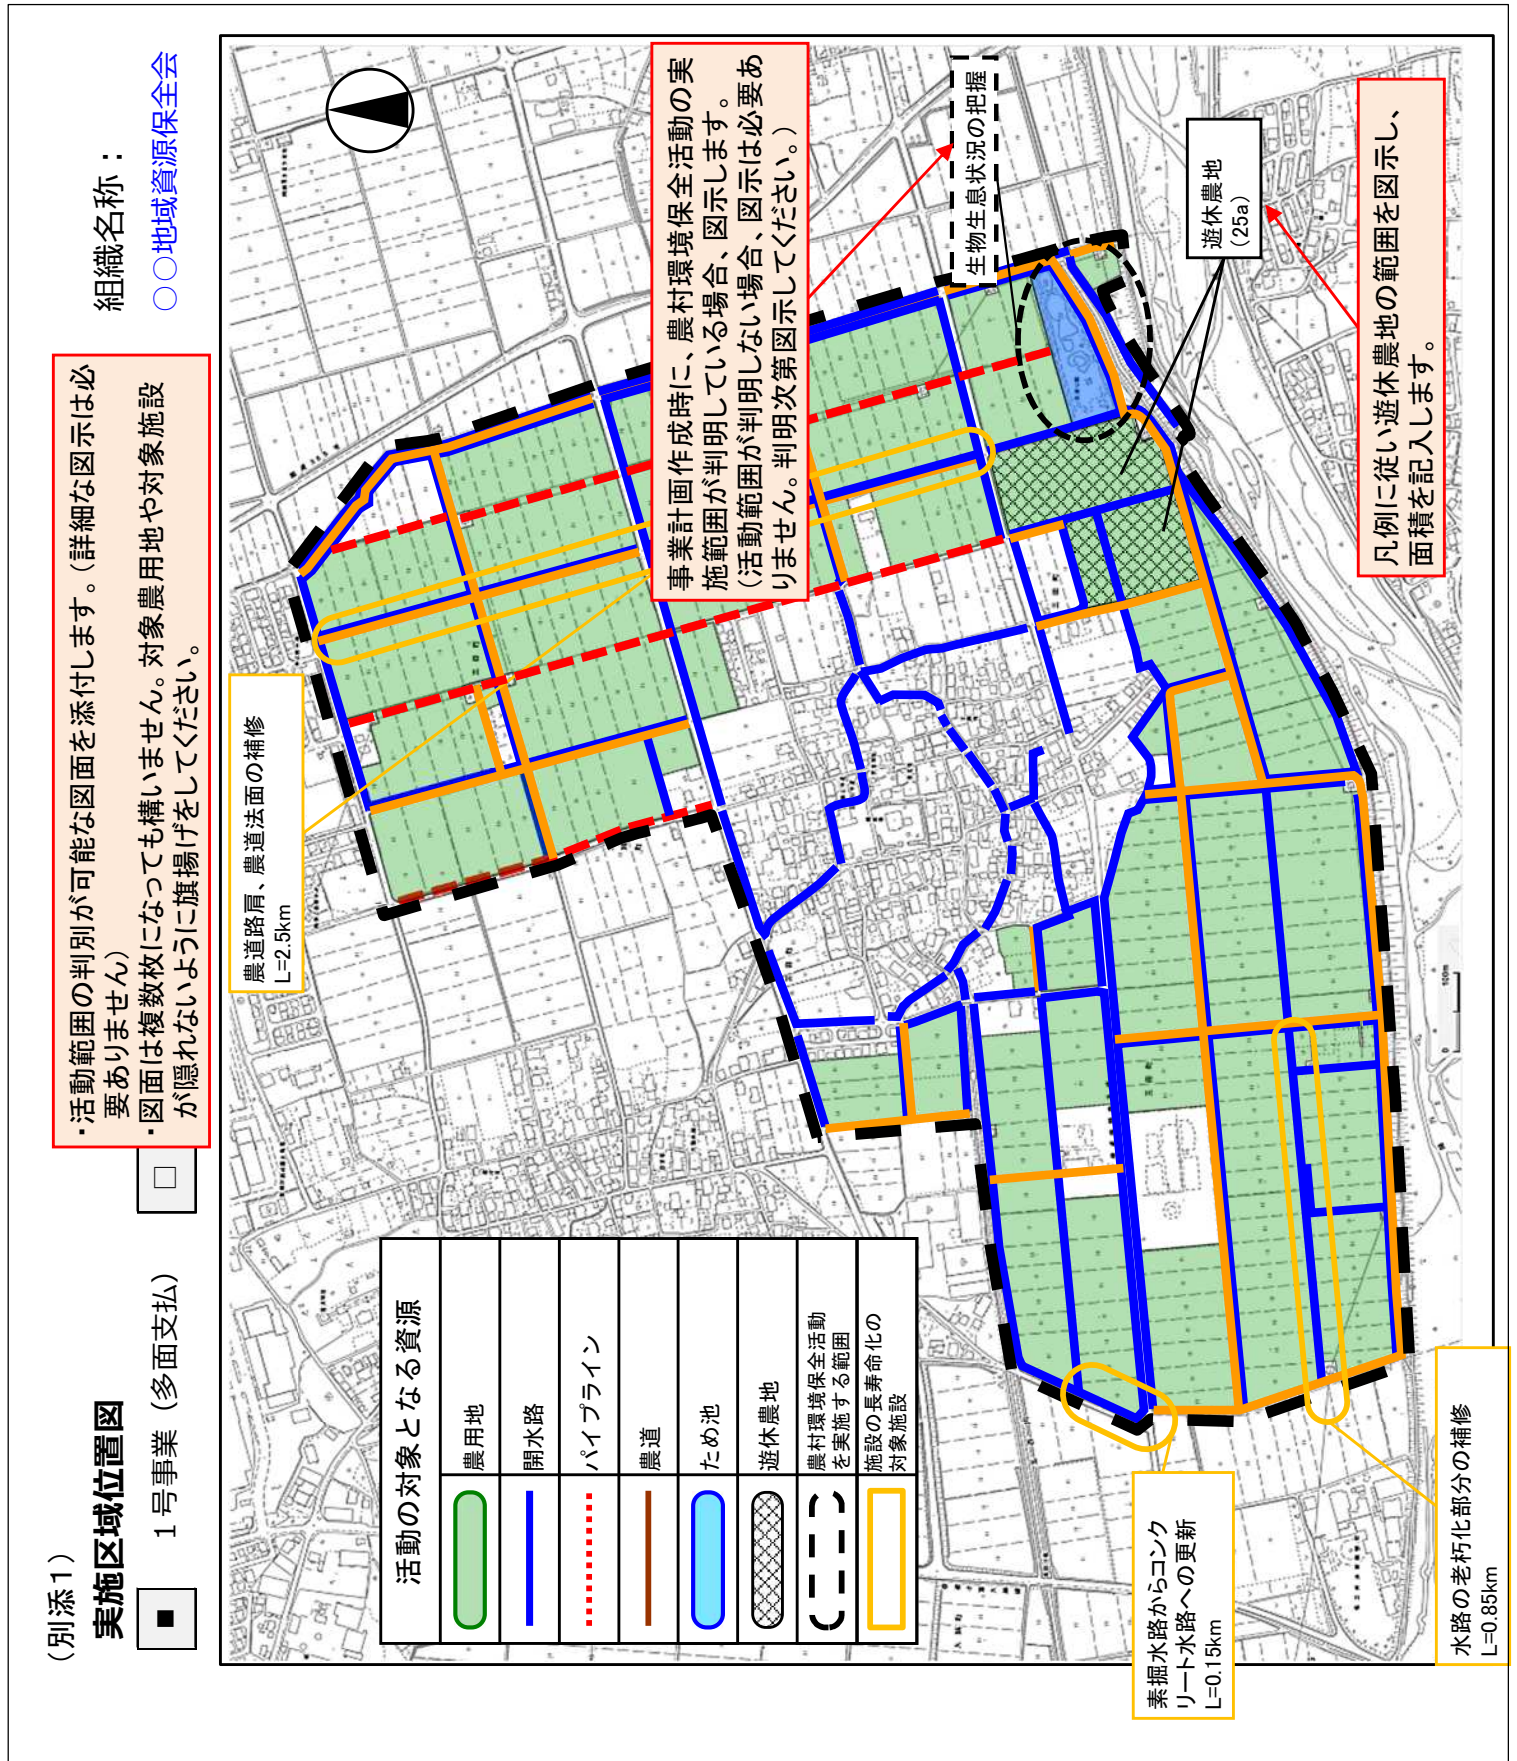 （別添１）
実施区域位置図
■ １号事業（多面支払） □
組織名称：
○○地域資源保全会
・活動範囲の判別が可能な図面を添付します。（詳細な図示は必
要ありません）
・図面は複数枚になっても構いません。対象農用地や対象施設
が隠れないように旗揚げをしてください。
農道路肩、農道法面の補修
L=2.5km
事業計画作成時に、農村環境保全活動の実
施範囲が判明している場合、図示します。
（活動範囲が判明しない場合、図示は必要あ
りません。判明次第図示してください。）
生物生息状況の把握
遊休農地
（25a）
凡例に従い遊休農地の範囲を図示し、
面積を記入します。
活動の対象となる資源
農用地
開水路
パイプライン
農道
ため池
遊休農地
農村環境保全活動
を実施する範囲
施設の長寿命化の
対象施設
素掘水路からコンク
リート水路への更新
L=0.15km
水路の老朽化部分の補修
L=0.85km
0 100m